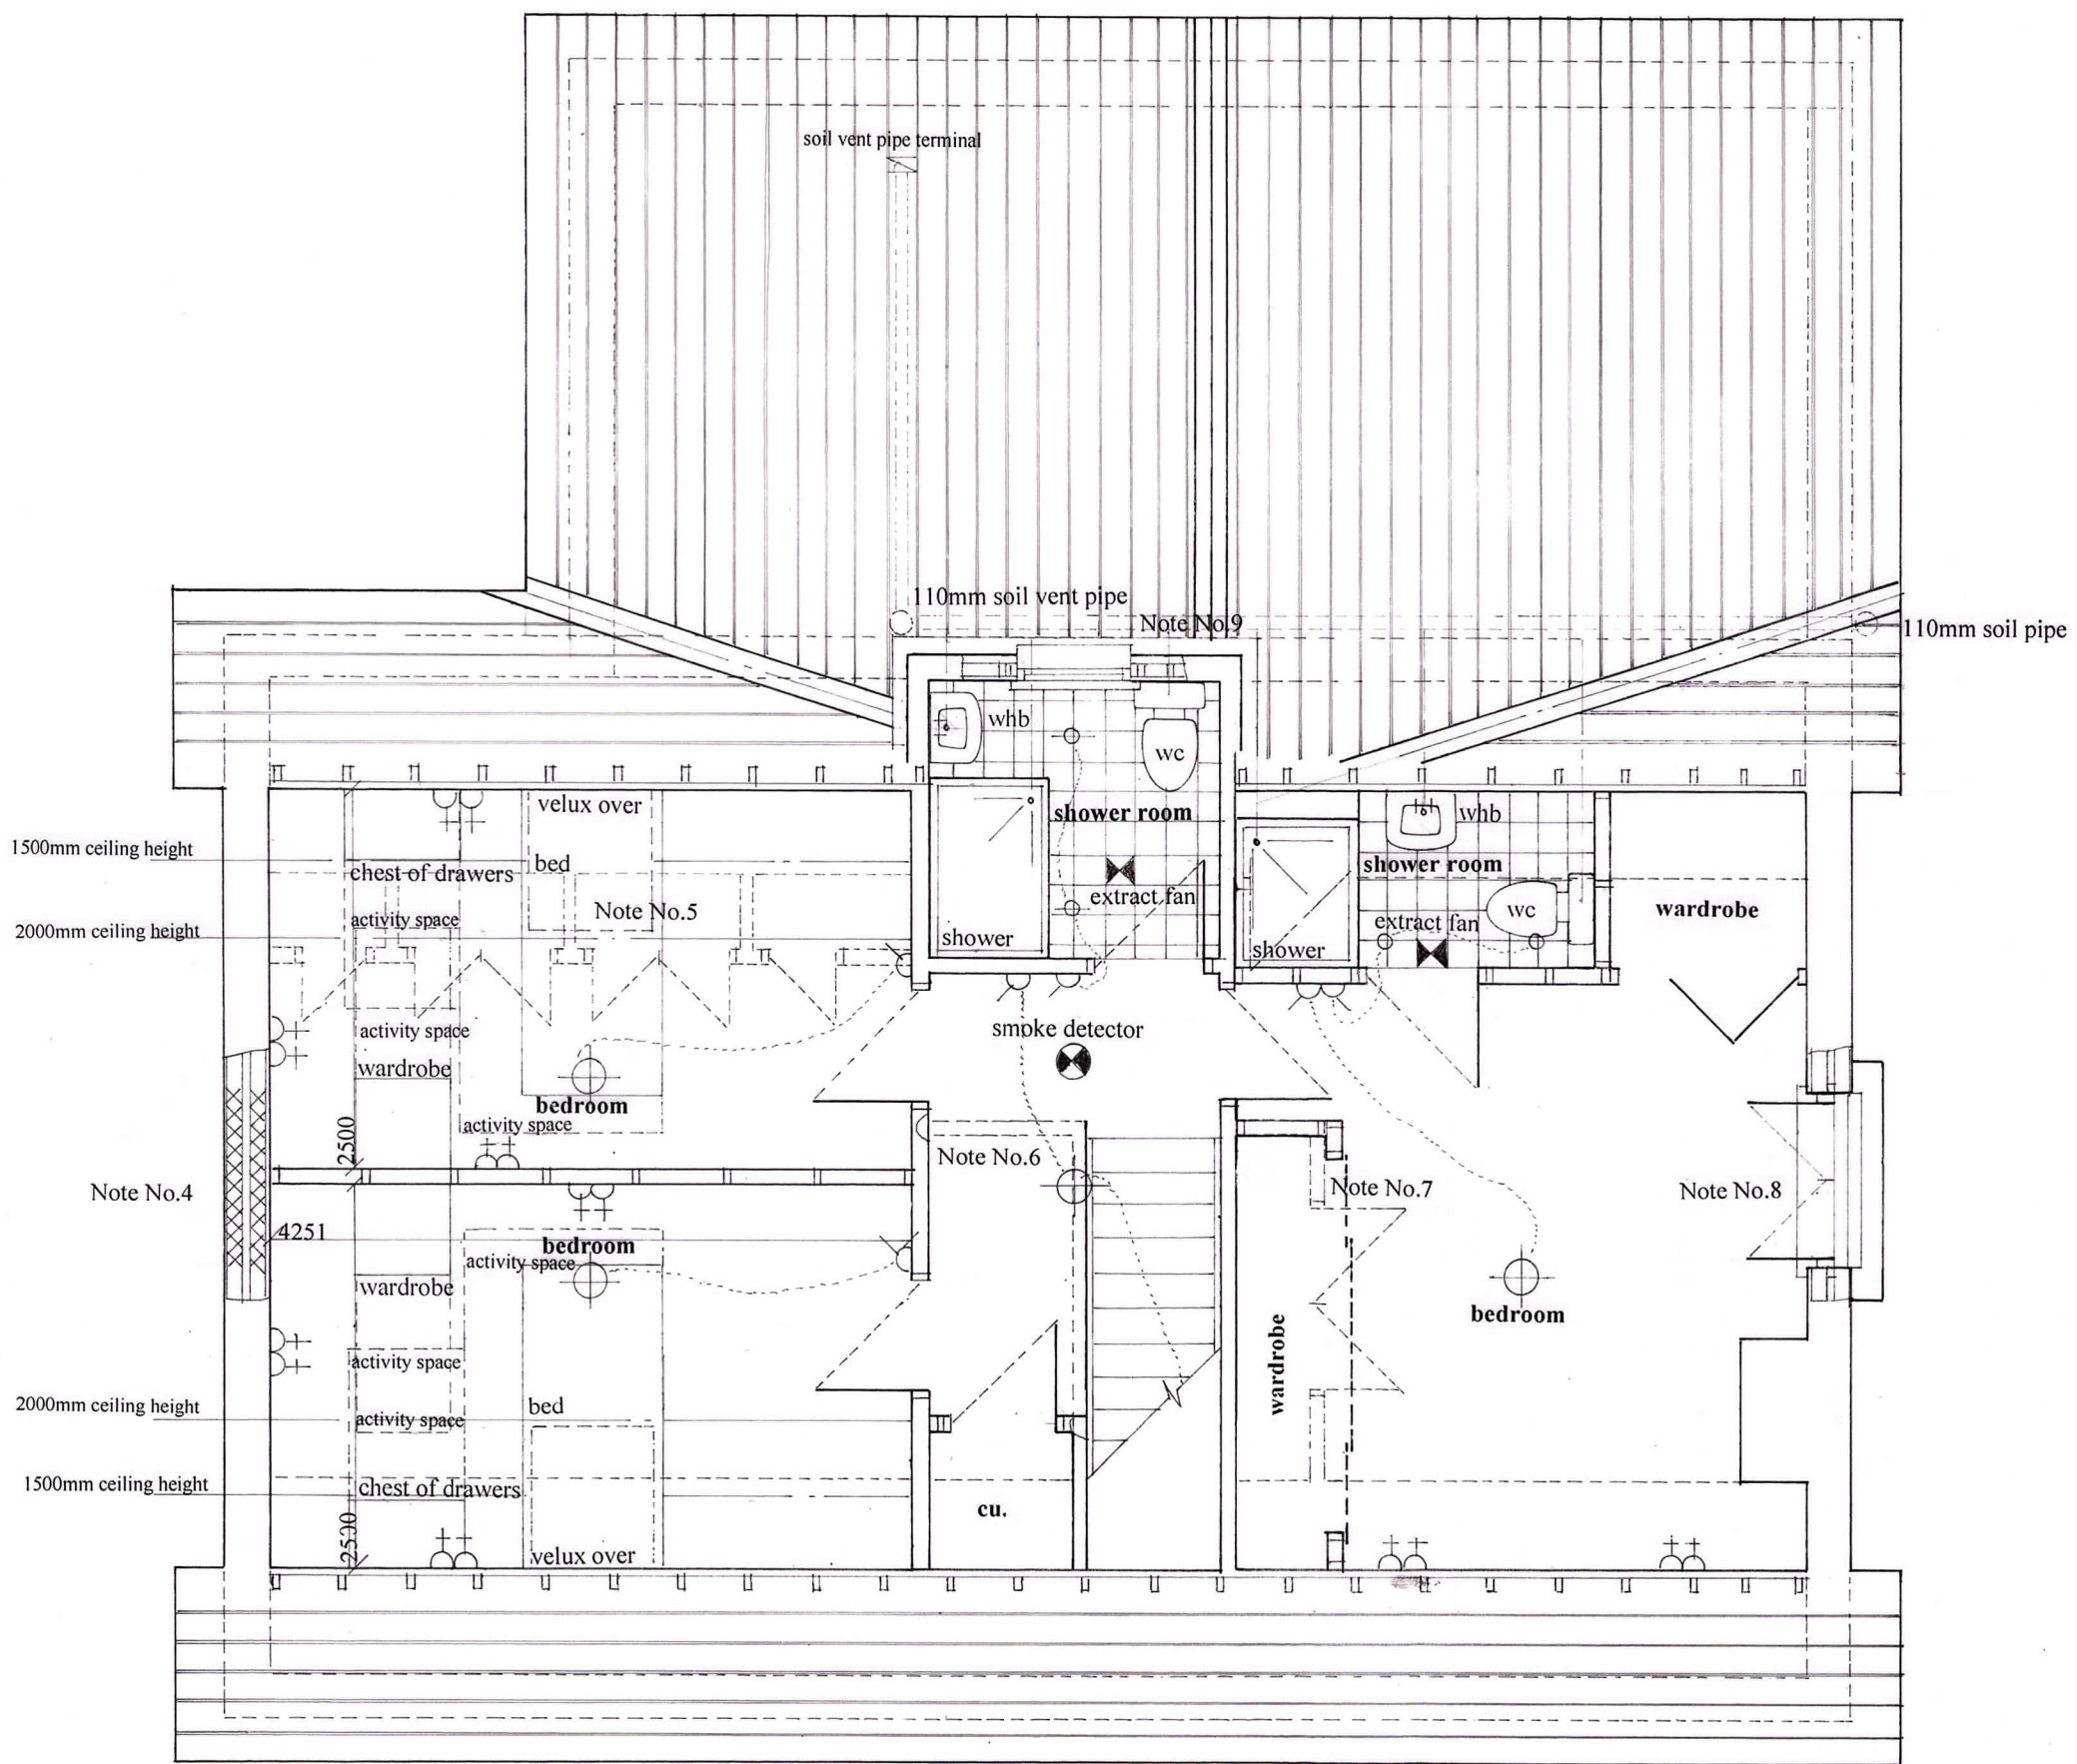 soil vent pipe terminal
110mm soil vent pipe
Note No.9
110mm soil pipe
whb
wc
shower room
extract fan
shower
whb
shower room
extract fan
wc
shower
wardrobe
velux over
1500mm ceiling height
chest of drawers
bed
activity space
Note No.5
2000mm ceiling height
activity space
wardrobe
bedroom
activity space
2500
smoke detector
Note No.6
Note No.4
4251
bedroom
activity space
wardrobe
activity space
2000mm ceiling height
activity space
bed
1500mm ceiling height
chest of drawers
2500
velux over
cu.
Note No.7
Note No.8
wardrobe
bedroom